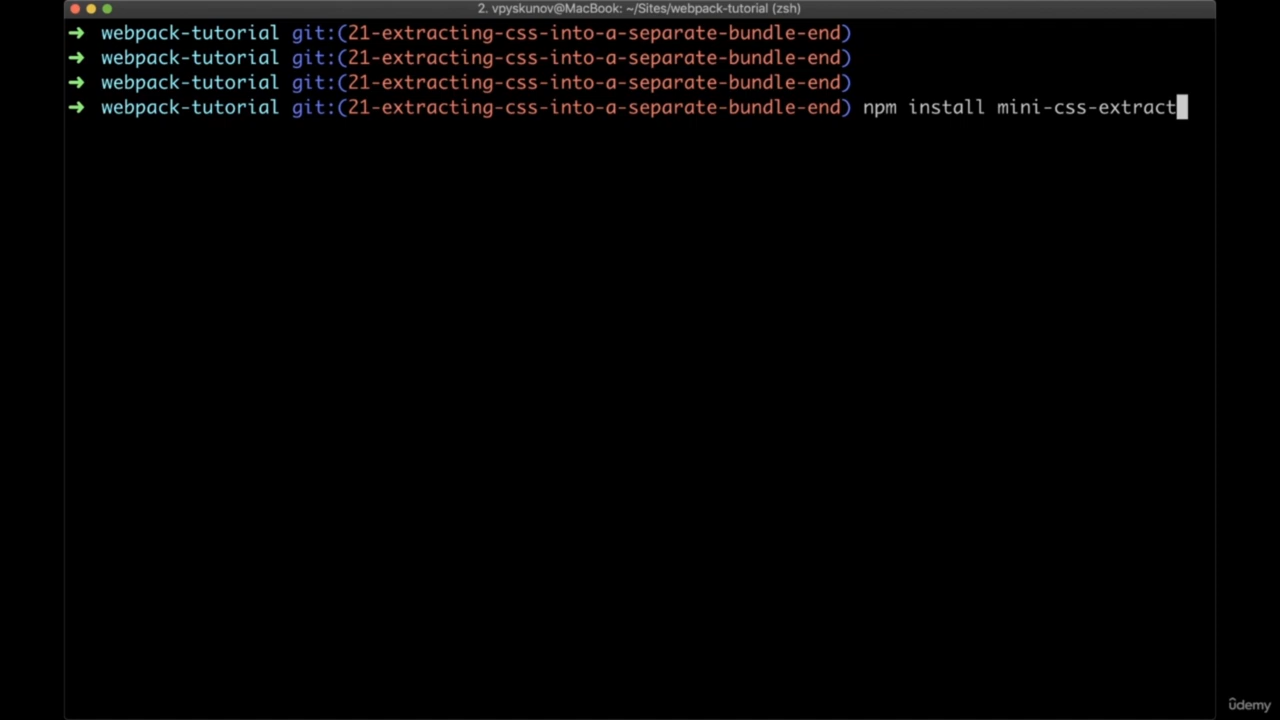 2. vpyskunov@MacBook: ~/Sites/webpack-tutorial (zsh)
➜ webpack-tutorial git:(21-extracting-css-into-a-separate-bundle-end)
➜ webpack-tutorial git:(21-extracting-css-into-a-separate-bundle-end)
➜ webpack-tutorial git:(21-extracting-css-into-a-separate-bundle-end)
➜ webpack-tutorial git:(21-extracting-css-into-a-separate-bundle-end) npm install mini-css-extract
ûdemy